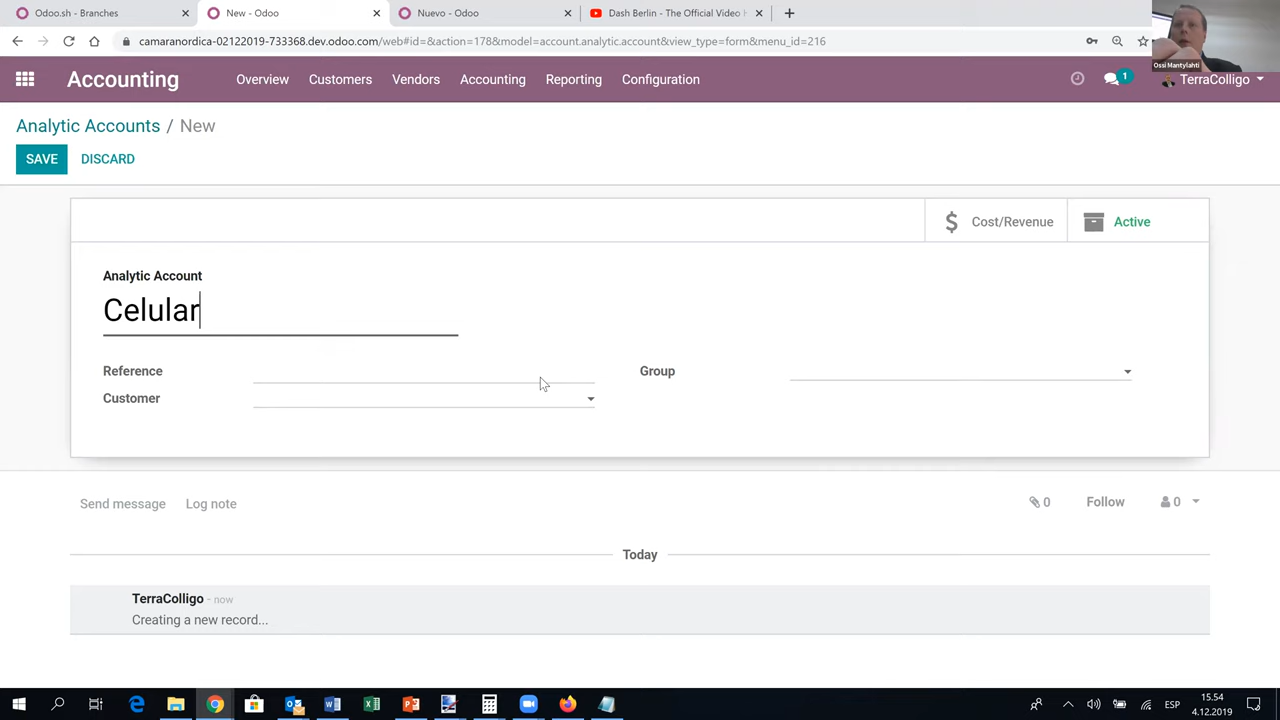 Odoo.sh - Branches
New - Odoo
Nuevo - Odoo
Dash Berlin - The Official Video
camaranordica-02122019-733368.dev.odoo.com/web#id=&action=178&model=account.analytic.account&view_type=form&menu_id=216
Ossi Mantylahti
Accounting
Overview
Customers
Vendors
Accounting
Reporting
Configuration
1
TerraColligo
Analytic Accounts / New
SAVE
DISCARD
$ Cost/Revenue
Active
Analytic Account
Celular
Reference
Group
Customer
Send message
Log note
0
Follow
0
Today
TerraColligo - now
Creating a new record...
ESP
15.54
4.12.2019